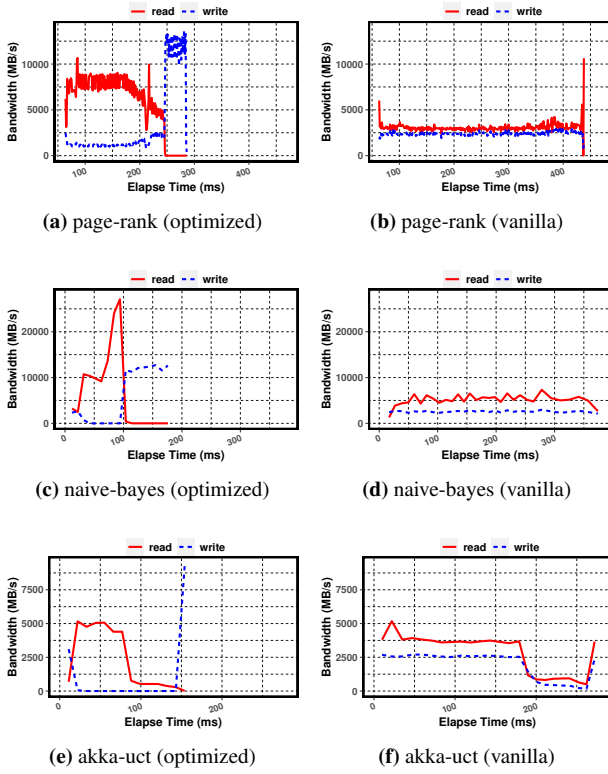 read write
Bandwidth (MB/s)
10000
5000
0
100 200 300 400
Elapse Time (ms)
(a) page-rank (optimized)
read write
Bandwidth (MB/s)
10000
5000
0
100 200 300 400
Elapse Time (ms)
(b) page-rank (vanilla)
read write
Bandwidth (MB/s)
20000
10000
0
0 100 200 300
Elapse Time (ms)
(c) naive-bayes (optimized)
read write
Bandwidth (MB/s)
20000
10000
0
0 100 200 300
Elapse Time (ms)
(d) naive-bayes (vanilla)
read write
Bandwidth (MB/s)
7500
5000
2500
0
0 100 200
Elapse Time (ms)
(e) akka-uct (optimized)
read write
Bandwidth (MB/s)
7500
5000
2500
0
0 100 200
Elapse Time (ms)
(f) akka-uct (vanilla)